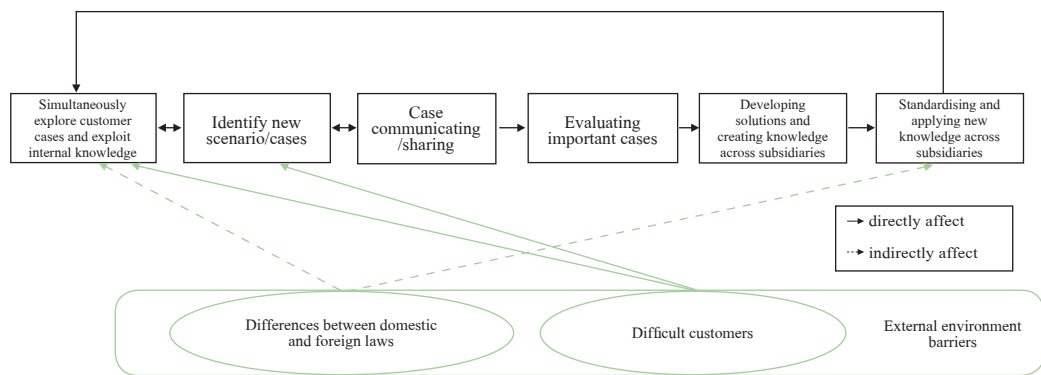 Simultaneously
explore customer
cases and exploit
internal knowledge
Identify new
scenario/cases
Case
communicating
/sharing
Evaluating
important cases
Developing
solutions and
creating knowledge
across subsidiaries
Standardising and
applying new
knowledge across
subsidiaries
directly affect
indirectly affect
Differences between domestic
and foreign laws
Difficult customers
External environment
barriers